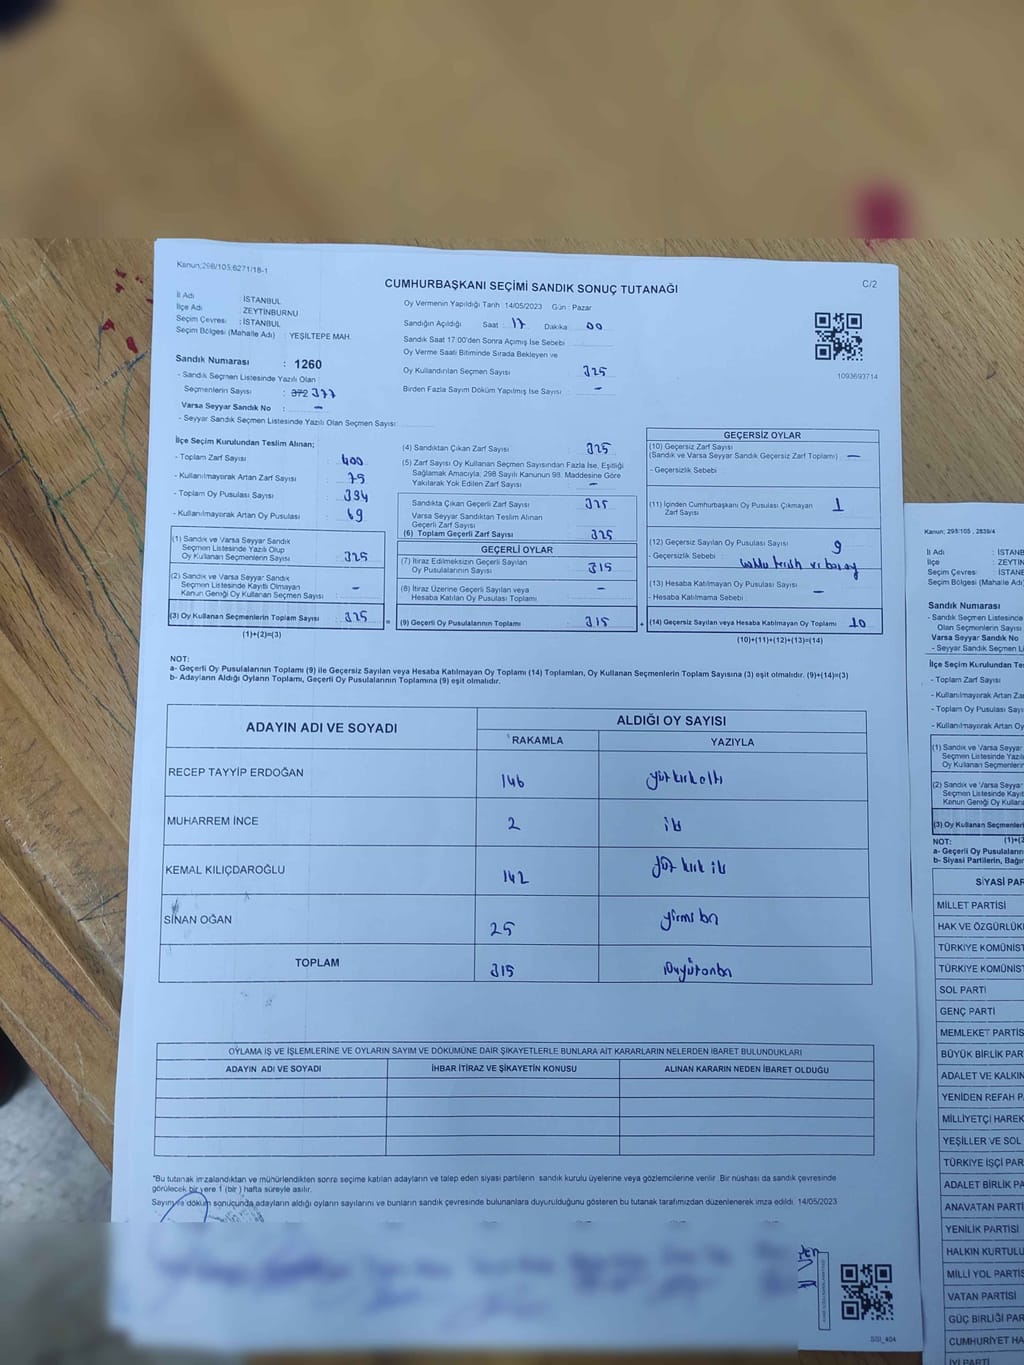 Kanun;298/105;6271/18-1
CUMHURBAŞKANI SEÇİMİ SANDIK SONUÇ TUTANAĞI
C/2
İl Adı : İSTANBUL
İlçe Adı : ZEYTİNBURNU
Seçim Çevresi : İSTANBUL
Seçim Bölgesi (Mahalle Adı) : YEŞİLTEPE MAH.
Sandık Numarası : 1260
- Sandık Seçmen Listesinde Yazılı Olan
Seçmenlerin Sayısı : 372 377
Varsa Seyyar Sandık No : -
- Seyyar Sandık Seçmen Listesinde Yazılı Olan Seçmen Sayısı :
Oy Vermenin Yapıldığı Tarih : 14/05/2023 Gün : Pazar
Sandığın Açıldığı Saat : 17 Dakika : 00
Sandık Saat 17:00'den Sonra Açımış İse Sebebi :
Oy Verme Saati Bitiminde Sırada Bekleyen ve
Oy Kullandırılan Seçmen Sayısı : 325
Birden Fazla Sayım Döküm Yapılmış İse Sayısı : -
1093693714
İlçe Seçim Kurulundan Teslim Alınan;
- Toplam Zarf Sayısı : 400
- Kullanılmayarak Artan Zarf Sayısı : 75
- Toplam Oy Pusulası Sayısı : 394
- Kullanılmayarak Artan Oy Pusulası : 69
(1) Sandık ve Varsa Seyyar Sandık
Seçmen Listesinde Yazılı Olup
Oy Kullanan Seçmenlerin Sayısı : 325
(2) Sandık ve Varsa Seyyar Sandık
Seçmen Listesinde Kayıtlı Olmayan
Kanun Gereği Oy Kullanan Seçmen Sayısı : -
(3) Oy Kullanan Seçmenlerin Toplam Sayısı : 325
(1)+(2)=(3)
(4) Sandıktan Çıkan Zarf Sayısı : 325
(5) Zarf Sayısı Oy Kullanan Seçmen Sayısından Fazla İse, Eşitliği
Sağlamak Amacıyla, 298 Sayılı Kanunun 98. Maddesine Göre
Yakılarak Yok Edilen Zarf Sayısı : -
Sandıkta Çıkan Geçerli Zarf Sayısı : 325
Varsa Seyyar Sandıktan Teslim Alınan
Geçerli Zarf Sayısı :
(6) Toplam Geçerli Zarf Sayısı : 325
GEÇERLİ OYLAR
(7) İtiraz Edilmeksizin Geçerli Sayılan
Oy Pusulalarının Sayısı : 315
(8) İtiraz Üzerine Geçerli Sayılan veya
Hesaba Katılan Oy Pusulası Toplamı : -
= (9) Geçerli Oy Pusulalarının Toplamı : 315
GEÇERSİZ OYLAR
(10) Geçersiz Zarf Sayısı
(Sandık ve Varsa Seyyar Sandık Geçersiz Zarf Toplamı) : -
- Geçersizlik Sebebi :
(11) İçinden Cumhurbaşkanı Oy Pusulası Çıkmayan
Zarf Sayısı : 1
(12) Geçersiz Sayılan Oy Pusulası Sayısı : 9
- Geçersizlik Sebebi :
(13) Hesaba Katılmayan Oy Pusulası Sayısı : -
- Hesaba Katılmama Sebebi :
+ (14) Geçersiz Sayılan veya Hesaba Katılmayan Oy Toplamı : 10
(10)+(11)+(12)+(13)=(14)
NOT:
a- Geçerli Oy Pusulalarının Toplamı (9) ile Geçersiz Sayılan veya Hesaba Katılmayan Oy Toplamı (14) Toplamları, Oy Kullanan Seçmenlerin Toplam Sayısına (3) eşit olmalıdır. (9)+(14)=(3)
b- Adayların Aldığı Oyların Toplamı, Geçerli Oy Pusulalarının Toplamına (9) eşit olmalıdır.
ADAYIN ADI VE SOYADI
ALDIĞI OY SAYISI
RAKAMLA YAZIYLA
RECEP TAYYİP ERDOĞAN 146 yüzkırkaltı
MUHARREM İNCE 2 iki
KEMAL KILIÇDAROĞLU 142 yüz kırk iki
SİNAN OĞAN 25 yirmi beş
TOPLAM 315 üçyüzonbeş
OYLAMA İŞ VE İŞLEMLERİNE VE OYLARIN SAYIM VE DÖKÜMÜNE DAİR ŞİKAYETLERLE BUNLARA AİT KARARLARIN NELERDEN İBARET BULUNDUKLARI
ADAYIN ADI VE SOYADI İHBAR İTİRAZ VE ŞİKAYETİN KONUSU ALINAN KARARIN NEDEN İBARET OLDUĞU
"Bu tutanak imzalandıktan ve mühürlendikten sonra seçime katılan adayların ve talep eden siyasi partilerin sandık kurulu üyelerine veya gözlemcilerine verilir. Bir nüshası da sandık çevresinde
görülecek bir yere 1 (bir ) hafta süreyle asılır.
Sayım ve döküm sonucunda adayların aldığı oyların sayılarını ve bunların sandık çevresinde bulunanlara duyurulduğunu gösteren bu tutanak tarafımızdan düzenlenerek imza edildi. 14/05/2023
SSI_404
Kanun; 298/105 , 2839/4
İl Adı : İSTANB
İlçe : ZEYTİN
Seçim Çevresi : İSTANB
Seçim Bölgesi (Mahalle Adı)
Sandık Numarası
- Sandık Seçmen Listesinde
Olan Seçmenlerin Sayısı
Varsa Seyyar Sandık No
- Seyyar Sandık Seçmen Li
İlçe Seçim Kurulundan Te
- Toplam Zarf Sayısı
- Kullanılmayarak Artan Za
- Toplam Oy Pusulası Sayısı
- Kullanılmayarak Artan Oy
(1) Sandık ve Varsa Seyyar
Seçmen Listesinde Yazılı
Oy Kullanan Seçmenlerin
(2) Sandık ve Varsa Seyyar
Seçmen Listesinde Kayıt
Kanun Gereği Oy Kullana
(3) Oy Kullanan Seçmenleri
NOT: (1)+(2
a- Geçerli Oy Pusulalarının
b- Siyasi Partilerin, Bağım
SİYASİ PAR
MİLLET PARTİSİ
HAK VE ÖZGÜRLÜK
TÜRKİYE KOMÜNİST
TÜRKİYE KOMÜNİST
SOL PARTİ
GENÇ PARTİ
MEMLEKET PARTİS
BÜYÜK BİRLİK PAR
ADALET VE KALKIN
YENİDEN REFAH P
MİLLİYETÇİ HAREK
YEŞİLLER VE SOL
TÜRKİYE İŞÇİ PAR
ADALET BİRLİK PA
ANAVATAN PARTİ
YENİLİK PARTİSİ
HALKIN KURTULU
MİLLİ YOL PARTİS
VATAN PARTİSİ
GÜÇ BİRLİĞİ PAR
CUMHURİYET HA
İYİ PARTİ